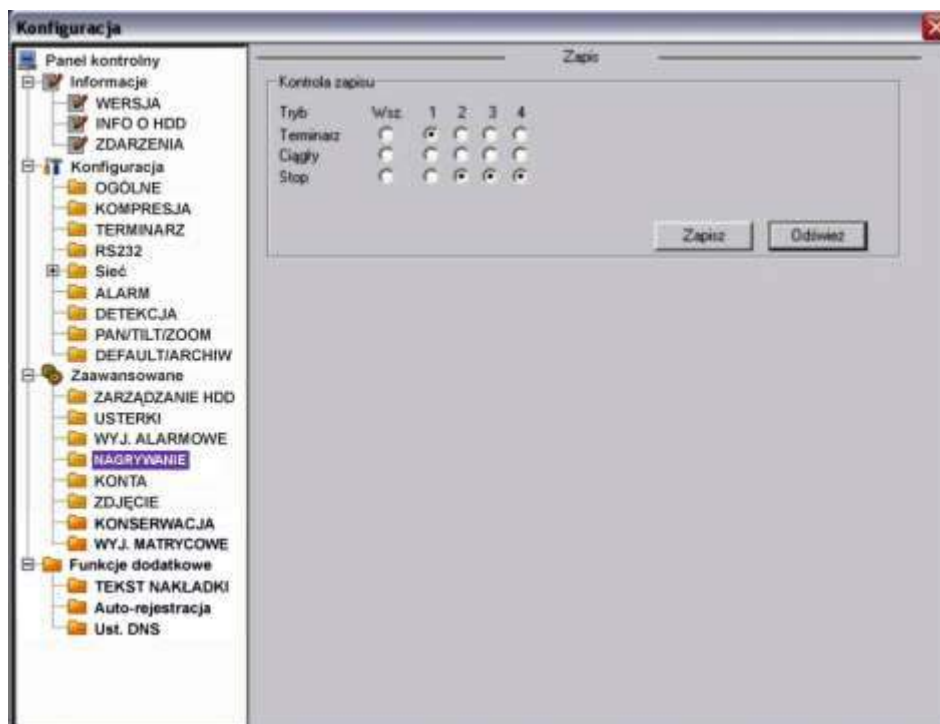 Konfiguracja
Panel kontrolny
Informacje
WERSJA
INFO O HDD
ZDARZENIA
Konfiguracja
OGÓLNE
KOMPRESJA
TERMINARZ
RS232
Sieć
ALARM
DETEKCJA
PAN/TILT/ZOOM
DEFAULT/ARCHIW
Zaawansowane
ZARZĄDZANIE HDD
USTERKI
WYJ. ALARMOWE
NAGRYWANIE
KONTA
ZDJĘCIE
KONSERWACJA
WYJ. MATRYCOWE
Funkcje dodatkowe
TEKST NAKŁADKI
Auto-rejestracja
Ust. DNS
Zapis
Kontrola zapisu
Tryb Wsz. 1 2 3 4
Terminarz
Ciągły
Stop
Zapisz Odśwież